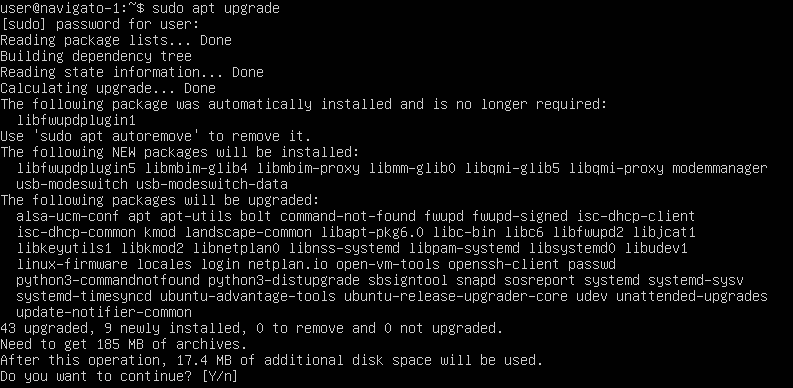 user@navigato-1:~$ sudo apt upgrade
[sudo] password for user:
Reading package lists... Done
Building dependency tree
Reading state information... Done
Calculating upgrade... Done
The following package was automatically installed and is no longer required:
  libfwupdplugin1
Use 'sudo apt autoremove' to remove it.
The following NEW packages will be installed:
  libfwupdplugin5 libmbim-glib4 libmbim-proxy libmm-glib0 libqmi-glib5 libqmi-proxy modemmanager
  usb-modeswitch usb-modeswitch-data
The following packages will be upgraded:
  alsa-ucm-conf apt apt-utils bolt command-not-found fwupd fwupd-signed isc-dhcp-client
  isc-dhcp-common kmod landscape-common libapt-pkg6.0 libc-bin libc6 libfwupd2 libjcat1
  libkeyutils1 libkmod2 libnetplan0 libnss-systemd libpam-systemd libsystemd0 libudev1
  linux-firmware locales login netplan.io open-vm-tools openssh-client passwd
  python3-commandnotfound python3-distupgrade sbsigntool snapd sosreport systemd systemd-sysv
  systemd-timesyncd ubuntu-advantage-tools ubuntu-release-upgrader-core udev unattended-upgrades
  update-notifier-common
43 upgraded, 9 newly installed, 0 to remove and 0 not upgraded.
Need to get 185 MB of archives.
After this operation, 17.4 MB of additional disk space will be used.
Do you want to continue? [Y/n]